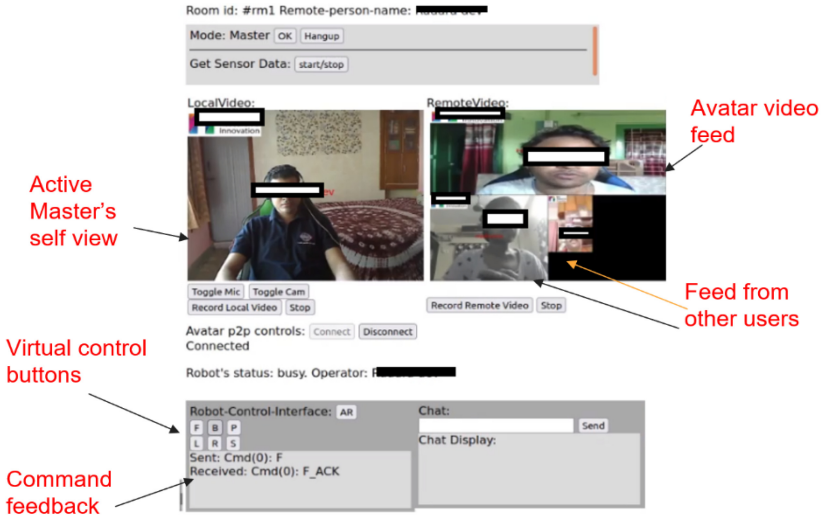 Room id: #rm1 Remote-person-name:
Mode: Master OK Hangup
Get Sensor Data: start/stop
LocalVideo:
RemoteVideo:
Innovation
Avatar video
feed
Active
Master's
self view
Toggle Mic Toggle Cam
Record Local Video Stop
Record Remote Video Stop
Feed from
other users
Avatar p2p controls: Connect Disconnect
Connected
Virtual control
buttons
Robot's status: busy. Operator:
Robot-Control-Interface: AR
F B P
L R S
Sent: Cmd(0): F
Received: Cmd(0): F_ACK
Chat:
Send
Chat Display:
Command
feedback